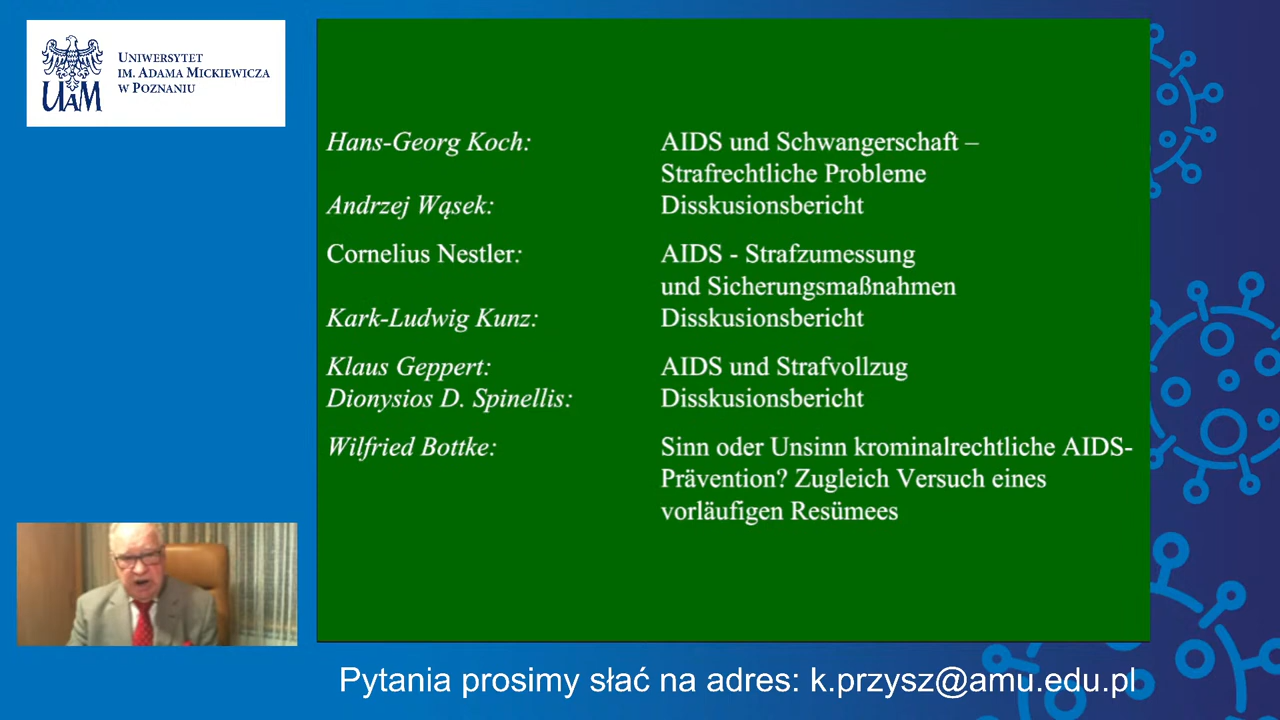 UNIWERSYTET
IM. ADAMA MICKIEWICZA
W POZNANIU
UAM
Hans-Georg Koch: AIDS und Schwangerschaft –
Strafrechtliche Probleme
Andrzej Wąsek: Disskusionsbericht
Cornelius Nestler: AIDS - Strafzumessung
und Sicherungsmaßnahmen
Kark-Ludwig Kunz: Disskusionsbericht
Klaus Geppert: AIDS und Strafvollzug
Dionysios D. Spinellis: Disskusionsbericht
Wilfried Bottke: Sinn oder Unsinn krominalrechtliche AIDS-
Prävention? Zugleich Versuch eines
vorläufigen Resümees
Pytania prosimy słać na adres: k.przysz@amu.edu.pl